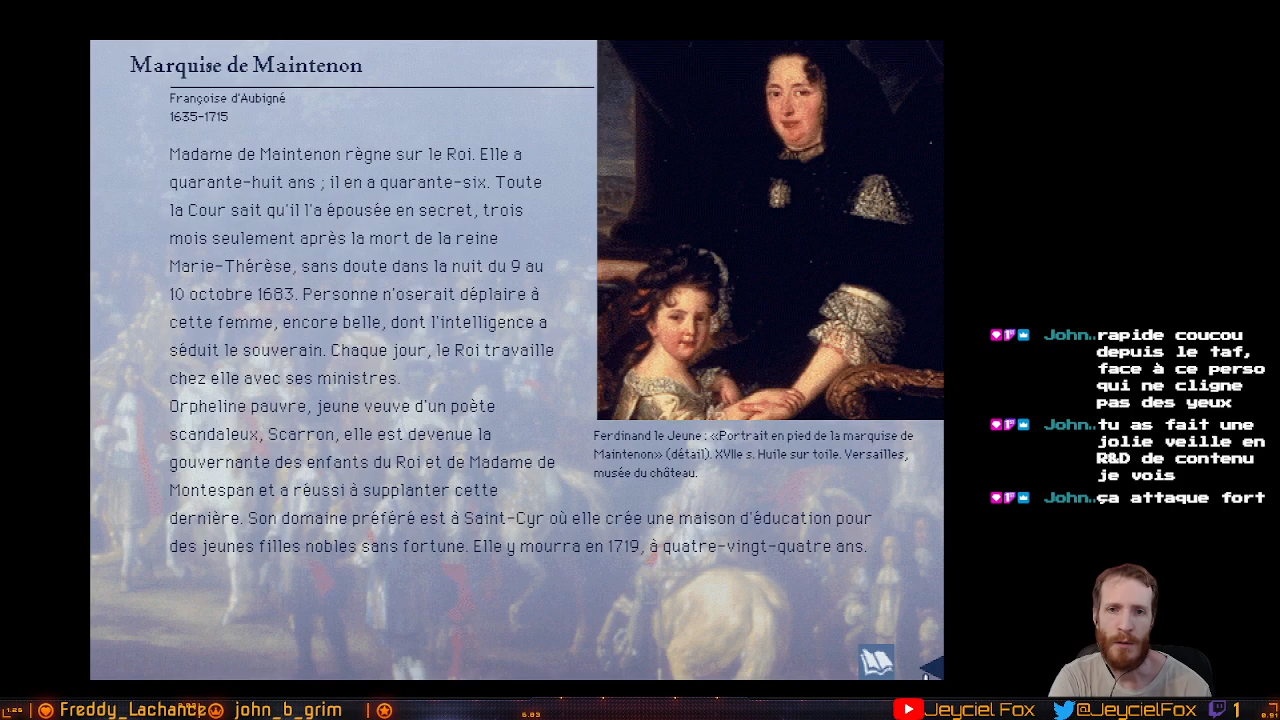 Marquise de Maintenon
Françoise d'Aubigné
1635-1715
Madame de Maintenon règne sur le Roi. Elle a
quarante-huit ans ; il en a quarante-six. Toute
la Cour sait qu'il l'a épousée en secret, trois
mois seulement après la mort de la reine
Marie-Thérèse, sans doute dans la nuit du 9 au
10 octobre 1683. Personne n'oserait déplaire à
cette femme, encore belle, dont l'intelligence a
séduit le souverain. Chaque jour, le Roi travaille
chez elle avec ses ministres.
Orpheline pauvre, jeune veuve d'un poète
scandaleux, Scarron, elle est devenue la
gouvernante des enfants du Roi et de Madame de
Montespan et a réussi à supplanter cette
dernière. Son domaine préféré est à Saint-Cyr où elle crée une maison d'éducation pour
des jeunes filles nobles sans fortune. Elle y mourra en 1719, à quatre-vingt-quatre ans.
Ferdinand le Jeune : «Portrait en pied de la marquise de
Maintenon» (détail). XVIIe s. Huile sur toile. Versailles,
musée du château.
John.. rapide coucou
depuis le taf,
face à ce perso
qui ne cligne
pas des yeux
John.. tu as fait une
jolie veille en
R&D de contenu
je vois
John.. ça attaque fort
Freddy_Lachance john_b_grim
Jeyciel Fox @JeycielFox 1